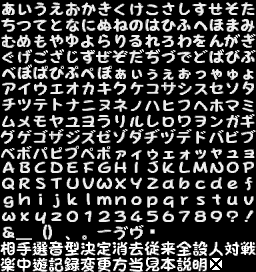 あいうえおかきくけこさしすせそた
ちつてとなにぬねのはひふへほまみ
むめもやゆよらりるれろわをんがぎ
ぐげござじずぜぞだぢづでどばびぶ
べぼぱぴぷぺぽぁぃぅぇぉっゃゅょ
アイウエオカキクケコサシスセソタ
チツテトナニヌネノハヒフヘホマミ
ムメモヤユヨラリルレロワヲンガギ
グゲゴザジズゼゾダヂヅデドバビブ
ベボパピプペポァィゥェォッャュョ
ABCDEFGHIJKLMNOP
QRSTUVWXYZabcdef
ghijklmnopqrstuv
wxyz0123456789?!
&__ () 、。ーゔヴ・
相手選音型決定消去従来全設人対戦
楽中遊記録変更方当見本説明☒